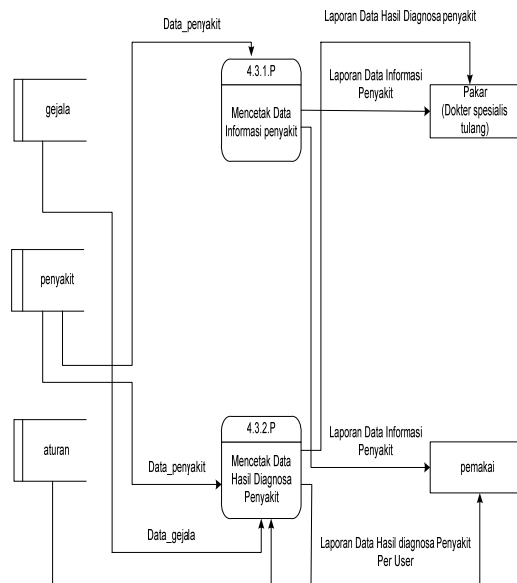 Laporan Data Hasil Diagnosa penyakit
Data_penyakit
4.3.1.P
Mencetak Data
Informasi penyakit
Laporan Data Informasi
Penyakit
Pakar
(Dokter spesialis
tulang)
gejala
penyakit
aturan
4.3.2.P
Mencetak Data
Hasil Diagnosa
Penyakit
Laporan Data Informasi
Penyakit
pemakai
Data_penyakit
Data_gejala
Laporan Data Hasil diagnosa Penyakit
Per User